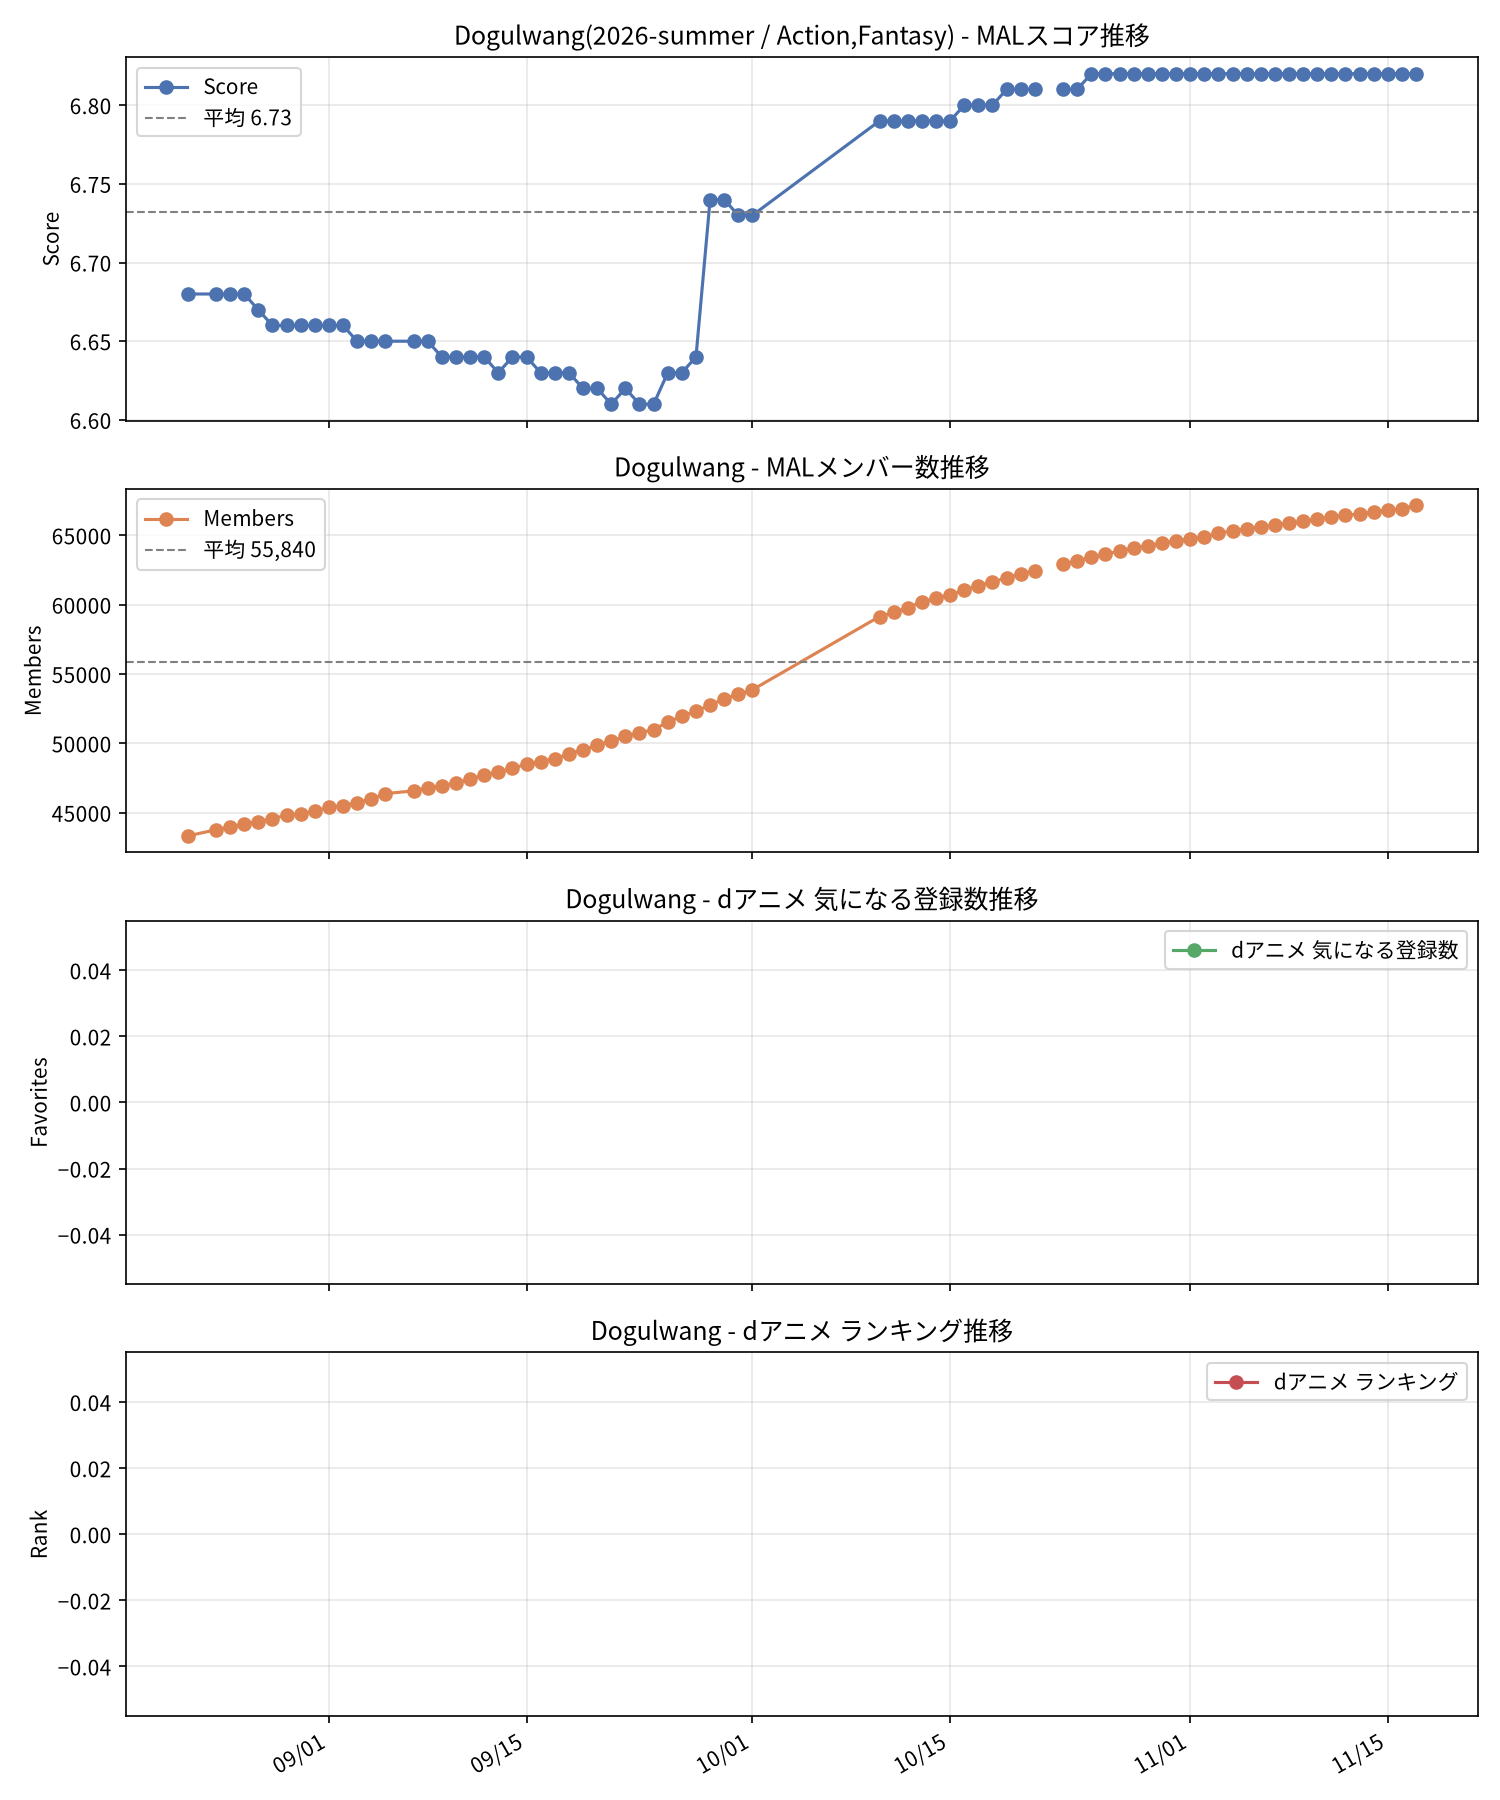 Dogulwang(2026-summer / Action,Fantasy) - MALスコア推移
Score
平均 6.73
6.80
6.75
6.70
6.65
6.60
Score
Dogulwang - MALメンバー数推移
Members
平均 55,840
65000
60000
55000
50000
45000
Members
Dogulwang - dアニメ 気になる登録数推移
dアニメ 気になる登録数
0.04
0.02
0.00
−0.02
−0.04
Favorites
Dogulwang - dアニメ ランキング推移
dアニメ ランキング
0.04
0.02
0.00
−0.02
−0.04
Rank
09/01
09/15
10/01
10/15
11/01
11/15